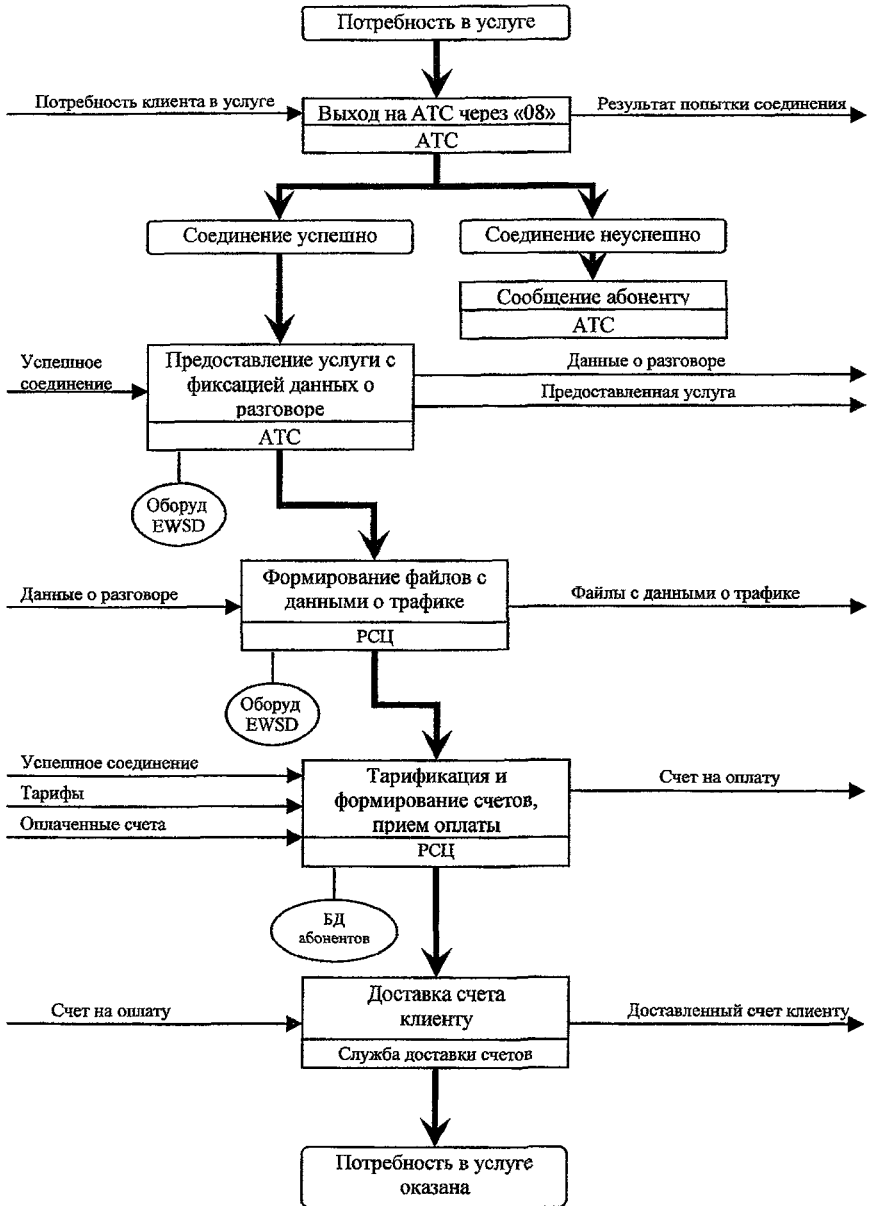 Потребность в услуге
Потребность клиента в услуге
Выход на АТС через «08»
АТС
Результат попытки соединения
Соединение успешно
Соединение неуспешно
Сообщение абоненту
АТС
Успешное
соединение
Предоставление услуги с
фиксацией данных о
разговоре
АТС
Данные о разговоре
Предоставленная услуга
Оборуд
EWSD
Данные о разговоре
Формирование файлов с
данными о трафике
РСЦ
Файлы с данными о трафике
Оборуд
EWSD
Успешное соединение
Тарифы
Оплаченные счета
Тарификация и
формирование счетов,
прием оплаты
РСЦ
Счет на оплату
БД
абонентов
Счет на оплату
Доставка счета
клиенту
Служба доставки счетов
Доставленный счет клиенту
Потребность в услуге
оказана